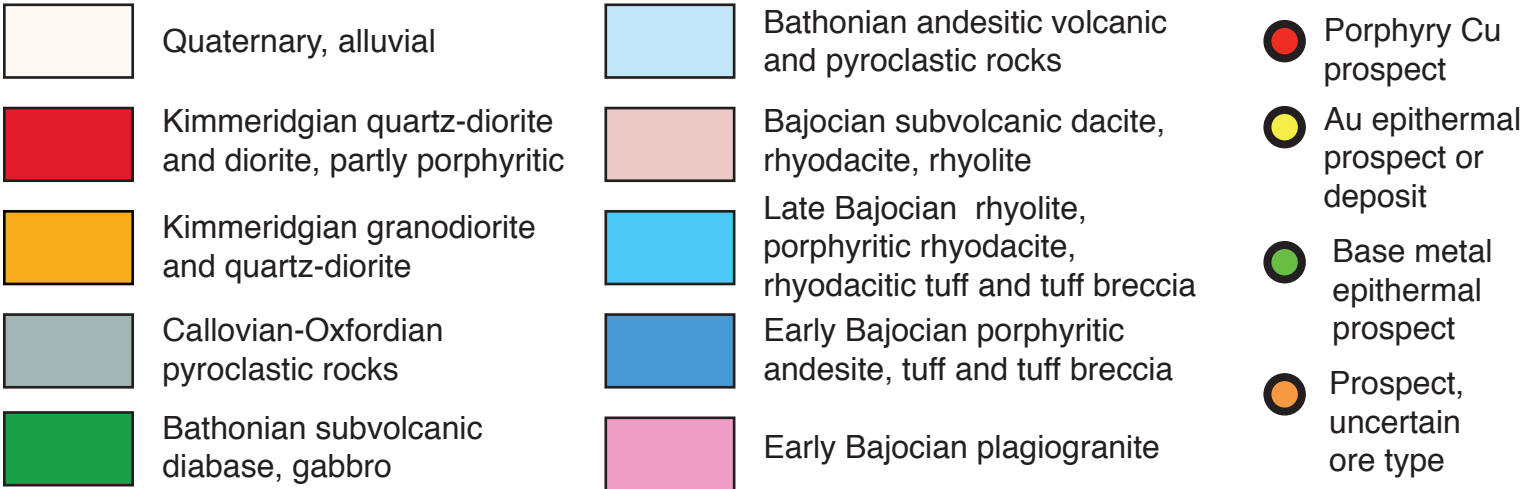 Quaternary, alluvial
Kimmeridgian quartz-diorite
and diorite, partly porphyritic
Kimmeridgian granodiorite
and quartz-diorite
Callovian-Oxfordian
pyroclastic rocks
Bathonian subvolcanic
diabase, gabbro
Bathonian andesitic volcanic
and pyroclastic rocks
Bajocian subvolcanic dacite,
rhyodacite, rhyolite
Late Bajocian rhyolite,
porphyritic rhyodacite,
rhyodacitic tuff and tuff breccia
Early Bajocian porphyritic
andesite, tuff and tuff breccia
Early Bajocian plagiogranite
Porphyry Cu
prospect
Au epithermal
prospect or
deposit
Base metal
epithermal
prospect
Prospect,
uncertain
ore type